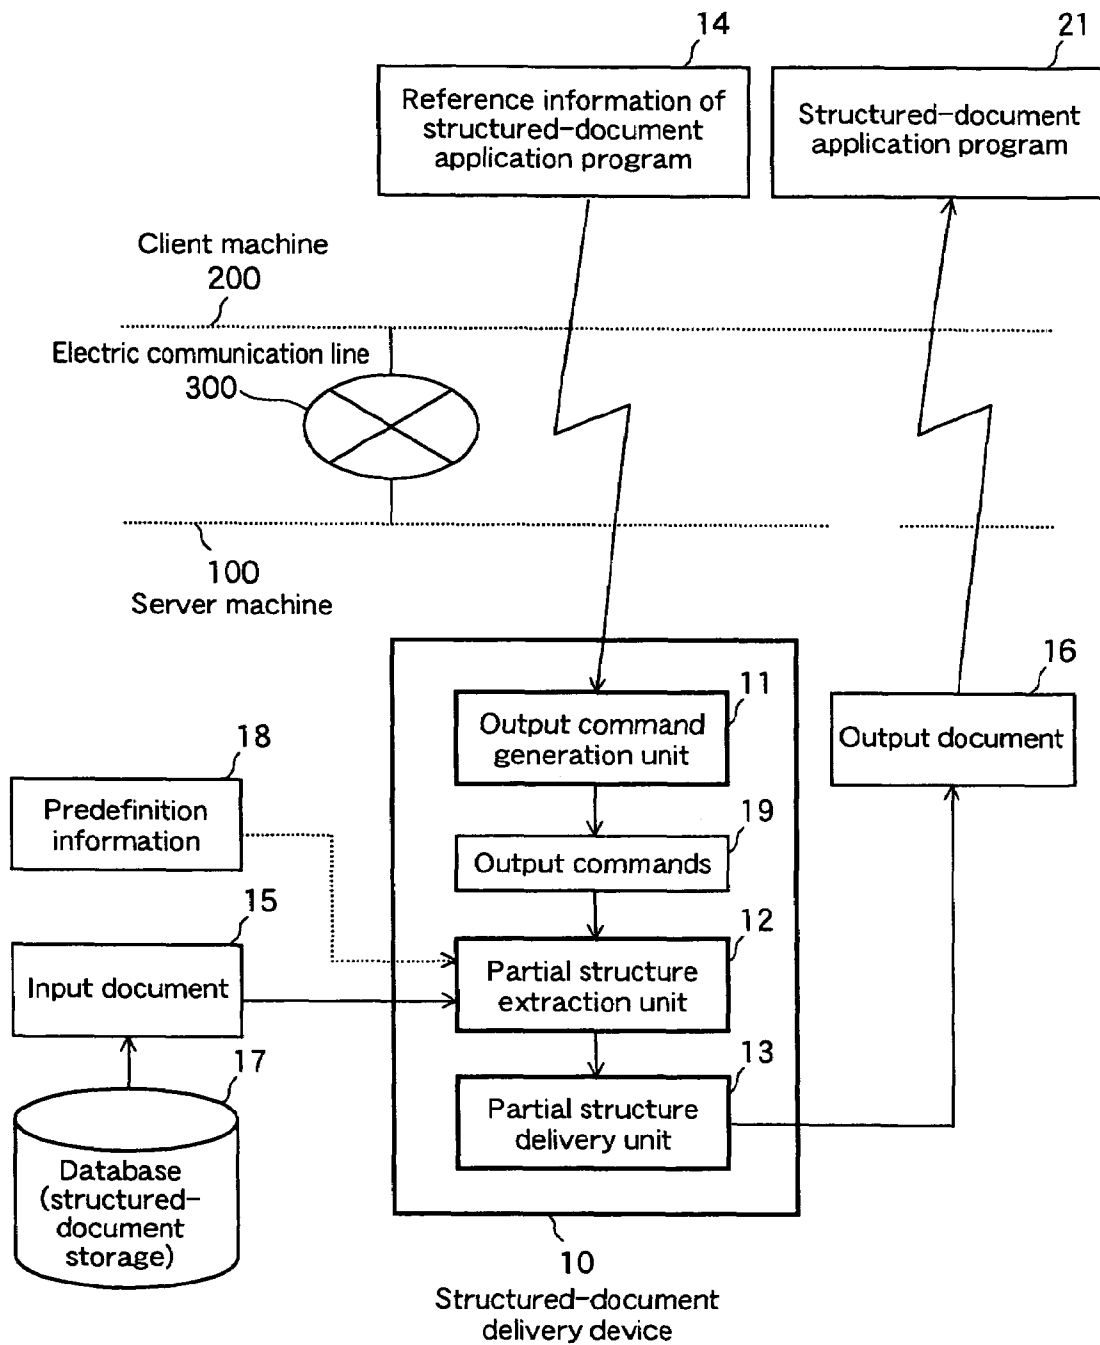 14
21
Reference information of
structured-document
application program
Structured-document
application program
Client machine
200
Electric communication line
300
100
Server machine
16
11
Output command
generation unit
Output document
18
Predefinition
information
19
Output commands
15
12
Input document
Partial structure
extraction unit
17
13
Partial structure
delivery unit
Database
(structured-
document
storage)
10
Structured-document
delivery device